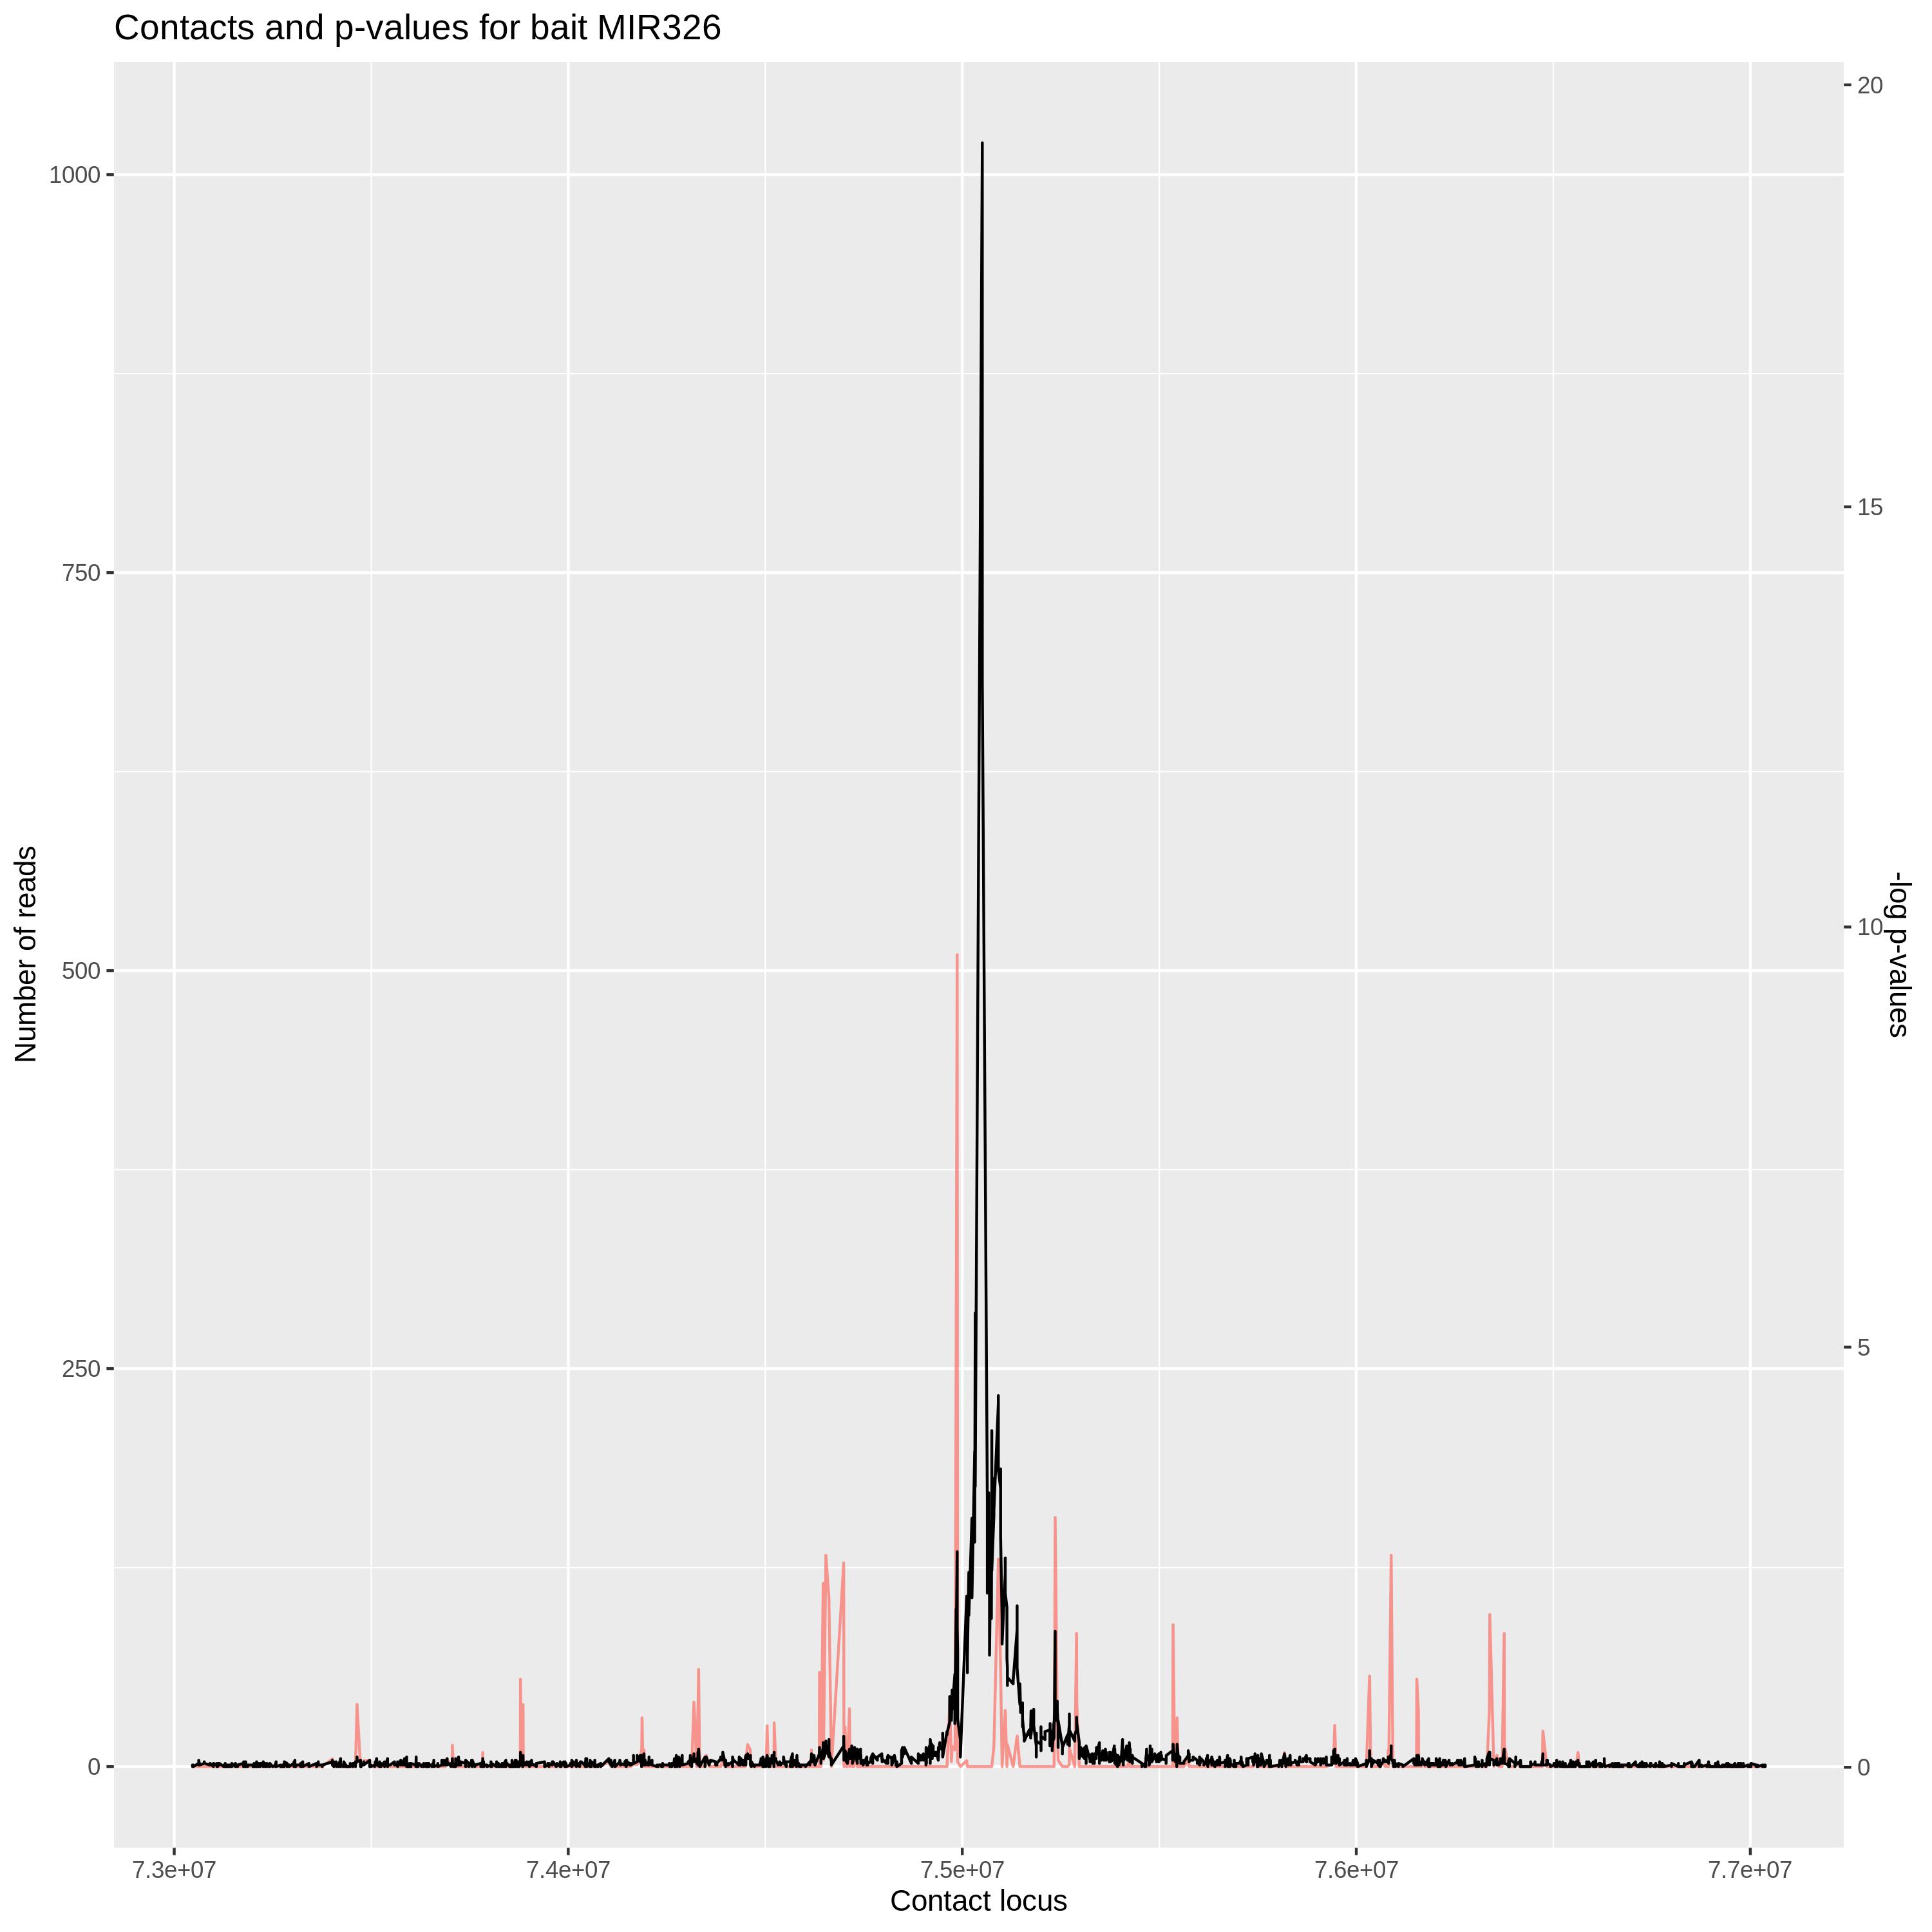 Contacts and p-values for bait MIR326
Number of reads
1000
750
500
250
0
20
15
10
5
0
-log p-values
7.3e+07
7.4e+07
7.5e+07
7.6e+07
7.7e+07
Contact locus